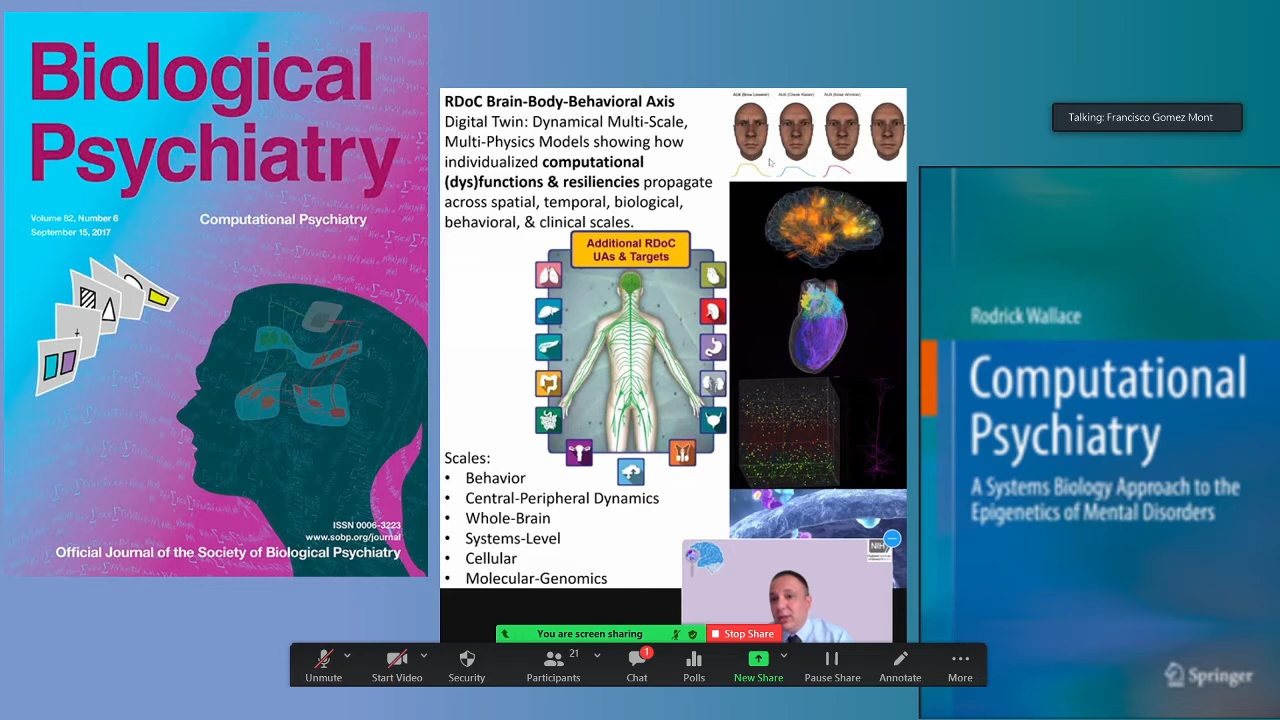 Biological
Psychiatry
Volume 82, Number 6
September 15, 2017
Computational Psychiatry
ISSN 0006-3223
www.sobp.org/journal
Official Journal of the Society of Biological Psychiatry
RDoC Brain-Body-Behavioral Axis
Digital Twin: Dynamical Multi-Scale,
Multi-Physics Models showing how
individualized computational
(dys)functions & resiliencies propagate
across spatial, temporal, biological,
behavioral, & clinical scales.
Additional RDoC
UAs & Targets
Scales:
• Behavior
• Central-Peripheral Dynamics
• Whole-Brain
• Systems-Level
• Cellular
• Molecular-Genomics
NIH
Talking: Francisco Gomez Mont
Rodrick Wallace
Computational
Psychiatry
A Systems Biology Approach to the
Epigenetics of Mental Disorders
Springer
You are screen sharing
Stop Share
Unmute
Start Video
Security
Participants
21
Chat
1
Polls
New Share
Pause Share
Annotate
More